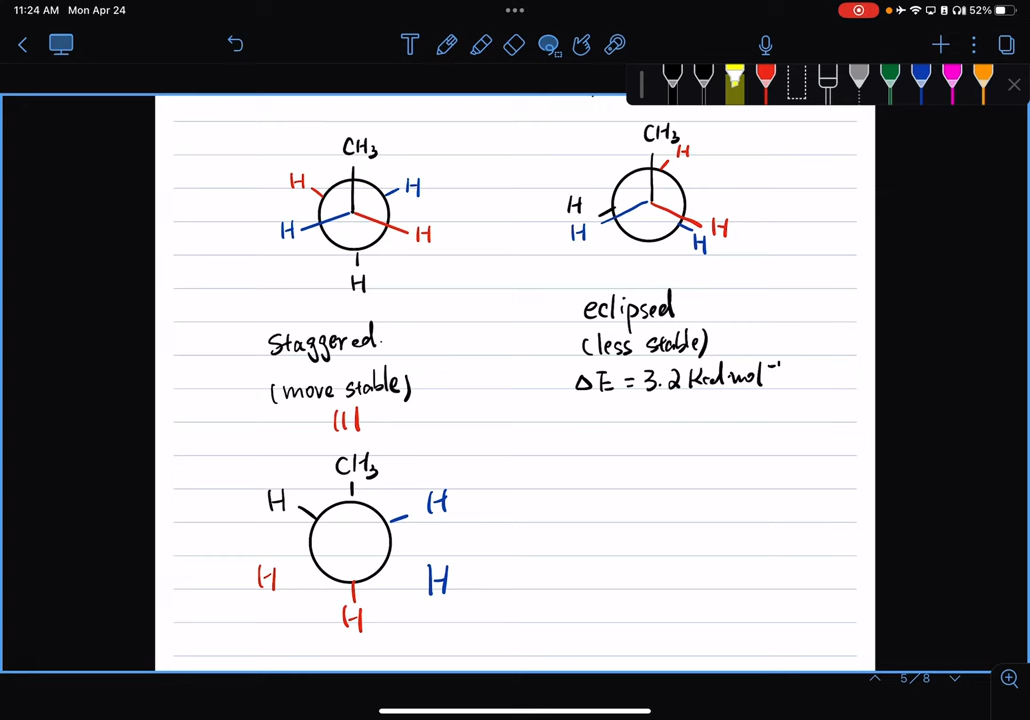 11:24 AM Mon Apr 24
52%
T
CH3
H
H
H
H
H
CH3
H
H
H
H
H
Staggered.
(move stable)
eclipsed
(less stable)
ΔE = 3.2 Kcal mol⁻¹
CH3
H
H
H
H
H
5/8